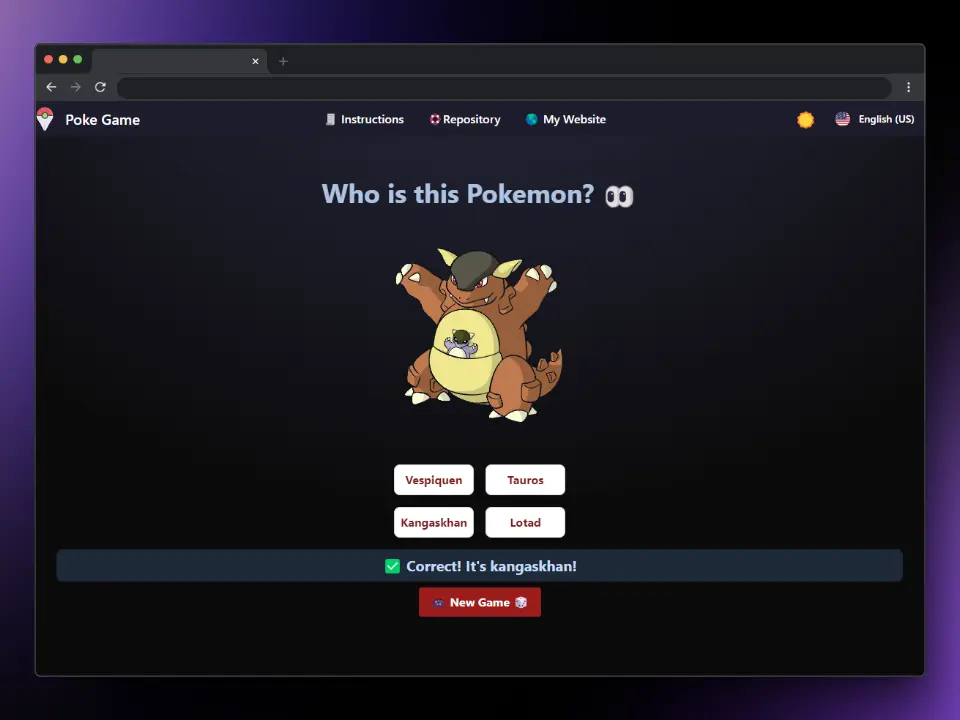 Poke Game
Instructions
Repository
My Website
English (US)
Who is this Pokemon?
Vespiquen
Tauros
Kangaskhan
Lotad
Correct! It's kangaskhan!
New Game